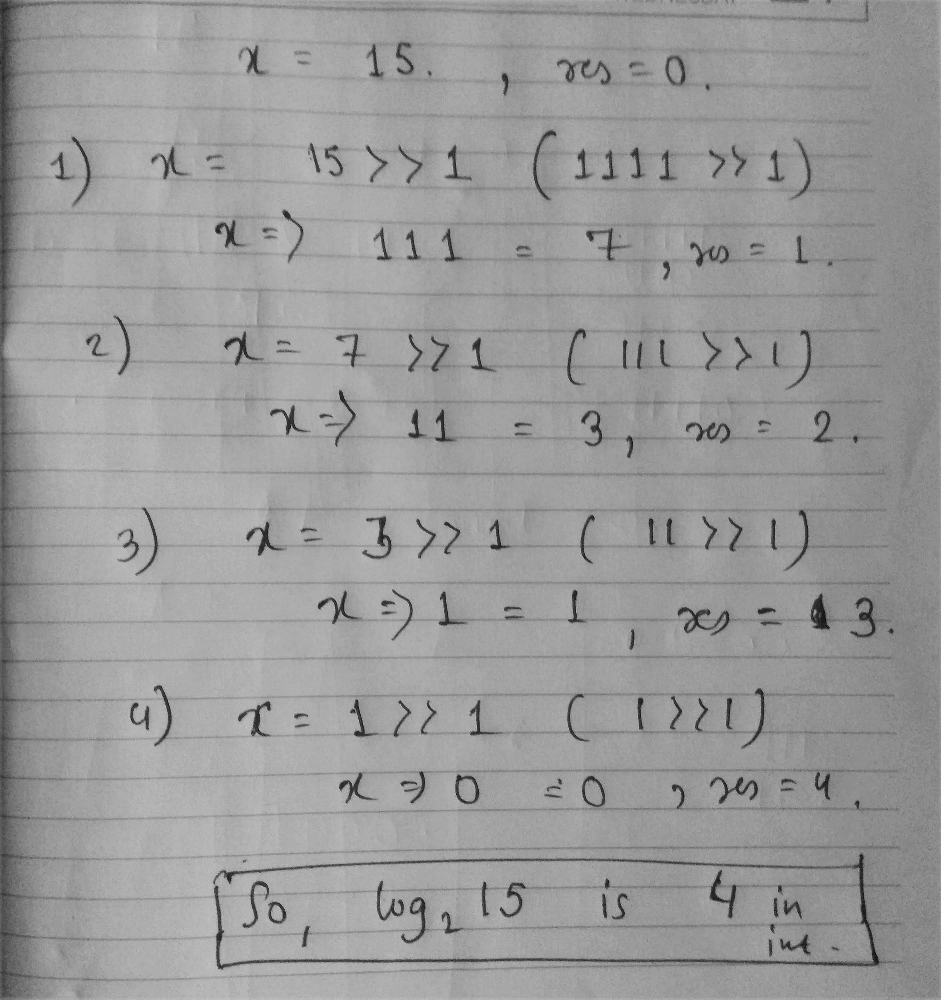 x = 15. , res = 0.
1) x = 15 >> 1 (1111 >> 1)
x => 111 = 7 , res = 1.
2) x = 7 >> 1 (111 >> 1)
x => 11 = 3, res = 2.
3) x = 3 >> 1 (11 >> 1)
x => 1 = 1, res = 3.
4) x = 1 >> 1 (1 >> 1)
x => 0 = 0 , res = 4.
So, log₂ 15 is 4 in
int.